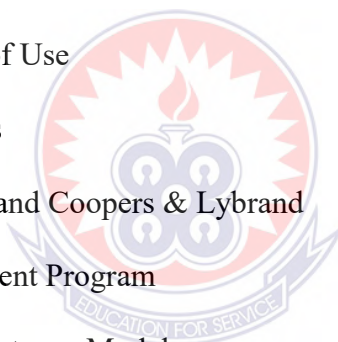 f Use
s
and Coopers & Lybrand
ent Program
EDUCATION FOR SERVICE